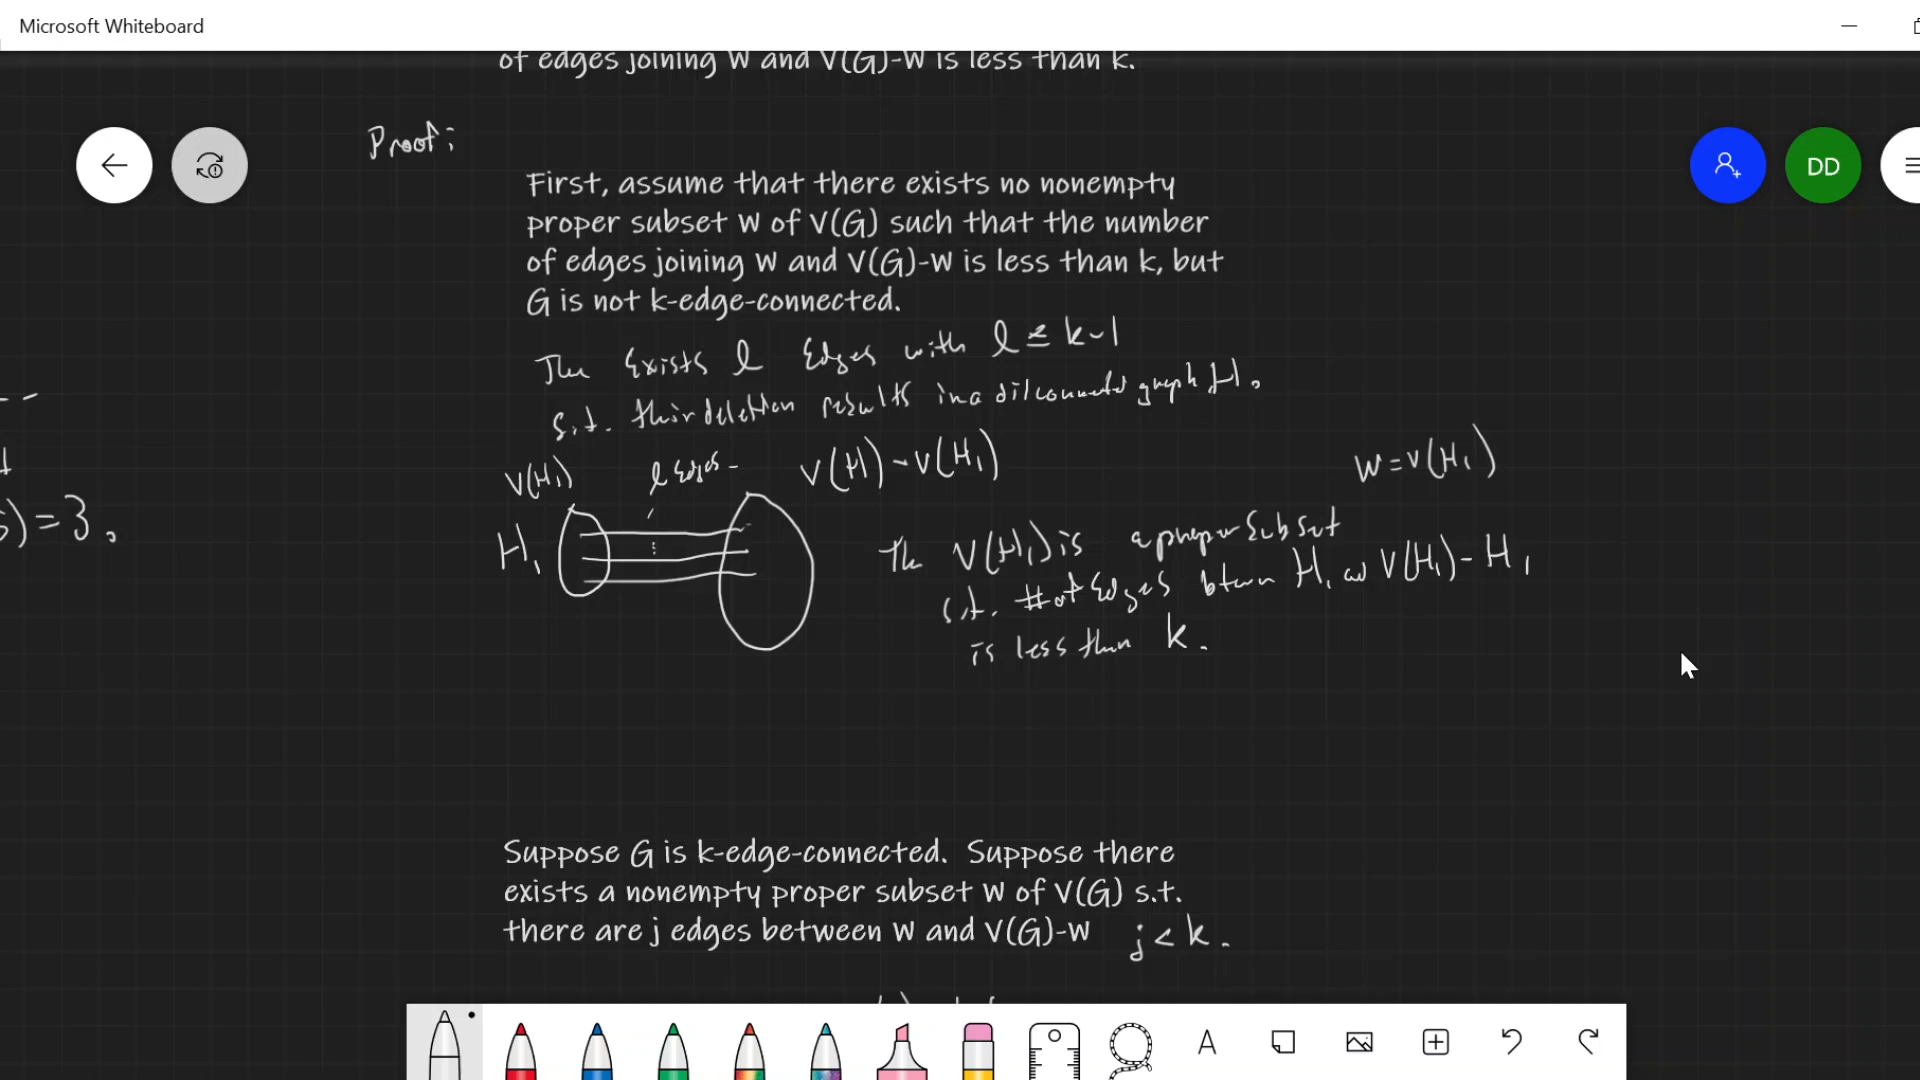 Microsoft Whiteboard
of edges joining W and V(G)-W is less than k.
Proof:
DD
First, assume that there exists no nonempty
proper subset W of V(G) such that the number
of edges joining W and V(G)-W is less than k, but
G is not k-edge-connected.
The exists l edges with l ≤ k-1
s.t. their deletion results in a disconnected graph H.
V(H₁) l edges- V(H)-V(H₁) W=V(H₁)
)=3.
H₁
The V(H₁) is a proper subset
s.t. # of edges btwn H₁ and V(H₁)-H₁
is less than k.
Suppose G is k-edge-connected. Suppose there
exists a nonempty proper subset W of V(G) s.t.
there are j edges between W and V(G)-W j<k.